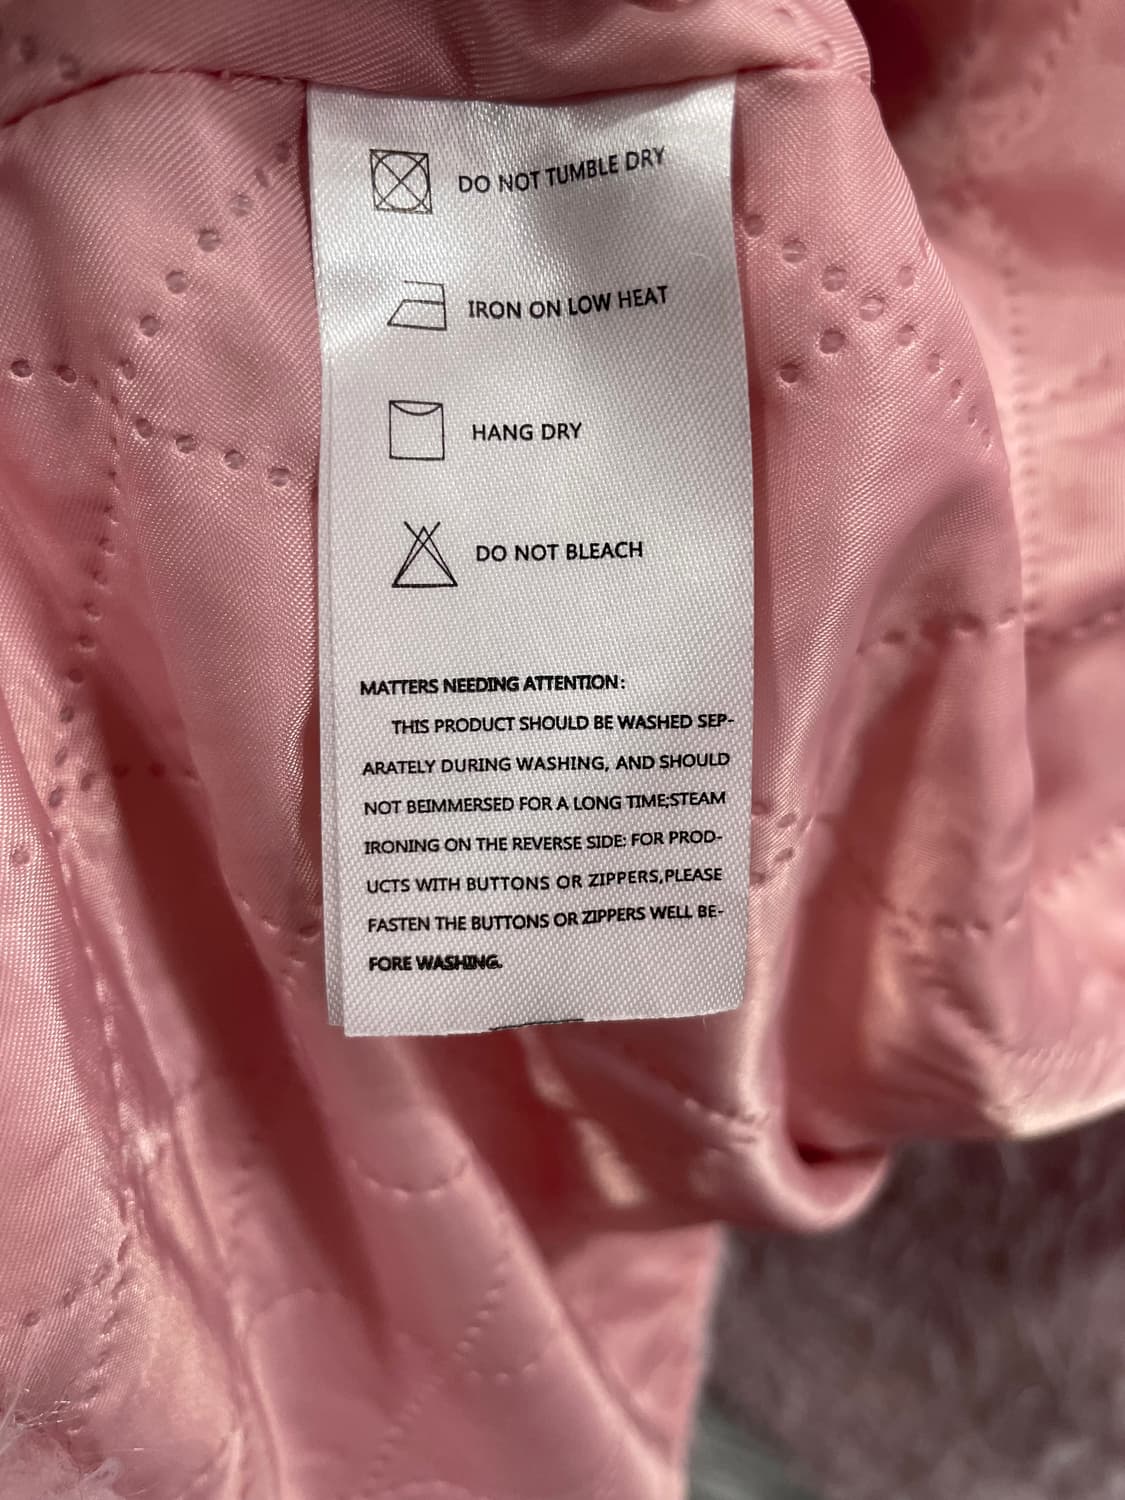 DO NOT TUMBLE DRY
IRON ON LOW HEAT
HANG DRY
DO NOT BLEACH
MATTERS NEEDING ATTENTION:
THIS PRODUCT SHOULD BE WASHED SEP-
ARATELY DURING WASHING, AND SHOULD
NOT BEIMMERSED FOR A LONG TIME;STEAM
IRONING ON THE REVERSE SIDE: FOR PROD-
UCTS WITH BUTTONS OR ZIPPERS,PLEASE
FASTEN THE BUTTONS OR ZIPPERS WELL BE-
FORE WASHING.